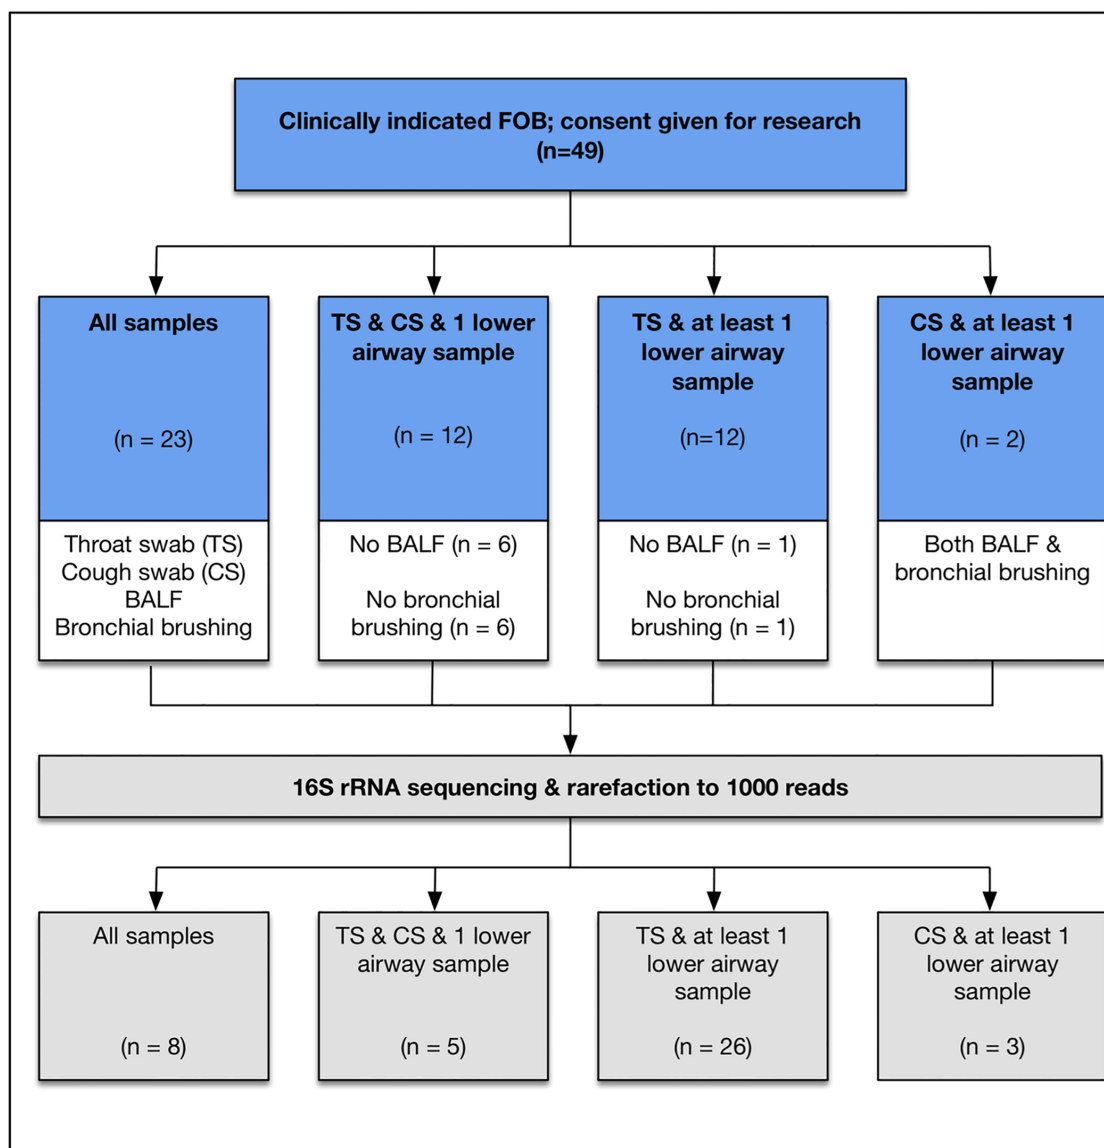 Clinically indicated FOB; consent given for research
(n=49)
All samples
(n = 23)
TS & CS & 1 lower
airway sample
(n = 12)
TS & at least 1
lower airway
sample
(n=12)
CS & at least 1
lower airway
sample
(n = 2)
Throat swab (TS)
Cough swab (CS)
BALF
Bronchial brushing
No BALF (n = 6)
No bronchial
brushing (n = 6)
No BALF (n = 1)
No bronchial
brushing (n = 1)
Both BALF &
bronchial brushing
16S rRNA sequencing & rarefaction to 1000 reads
All samples
(n = 8)
TS & CS & 1 lower
airway sample
(n = 5)
TS & at least 1
lower airway
sample
(n = 26)
CS & at least 1
lower airway
sample
(n = 3)